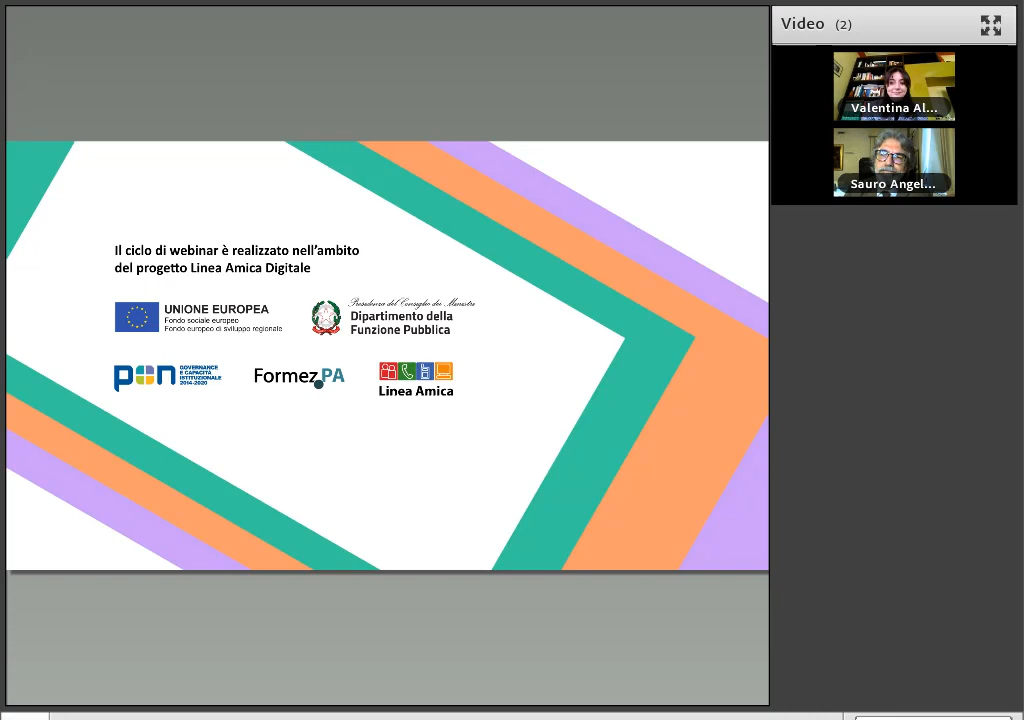 Video (2)
Valentina Al...
Sauro Angel...
Il ciclo di webinar è realizzato nell'ambito
del progetto Linea Amica Digitale
UNIONE EUROPEA
Fondo sociale europeo
Fondo europeo di sviluppo regionale
Presidenza del Consiglio dei Ministri
Dipartimento della
Funzione Pubblica
pon GOVERNANCE
E CAPACITÀ
ISTITUZIONALE
2014-2020
Formez PA
Linea Amica